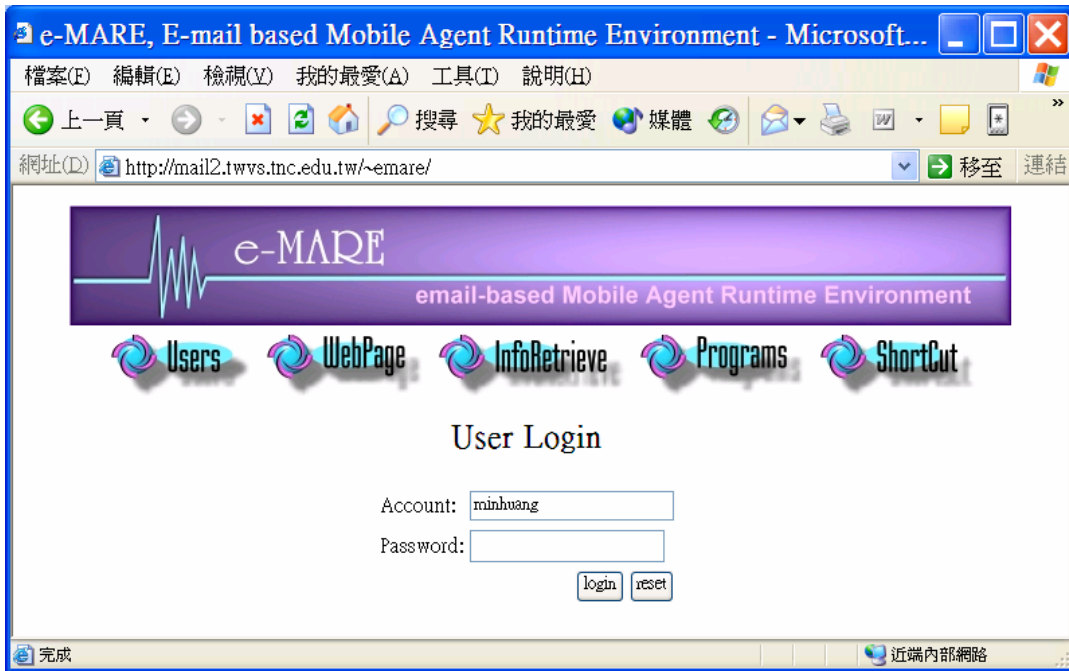 e-MARE, E-mail based Mobile Agent Runtime Environment - Microsoft...
檔案(F) 編輯(E) 檢視(V) 我的最愛(A) 工具(T) 說明(H)
上一頁 搜尋 我的最愛 媒體 W »
網址(D) http://mail2.twvs.tnc.edu.tw/~emare/ 移至 連結
e-MARE
email-based Mobile Agent Runtime Environment
Users WebPage InfoRetrieve Programs ShortCut
User Login
Account: minhuang
Password:
login reset
完成 近端內部網路